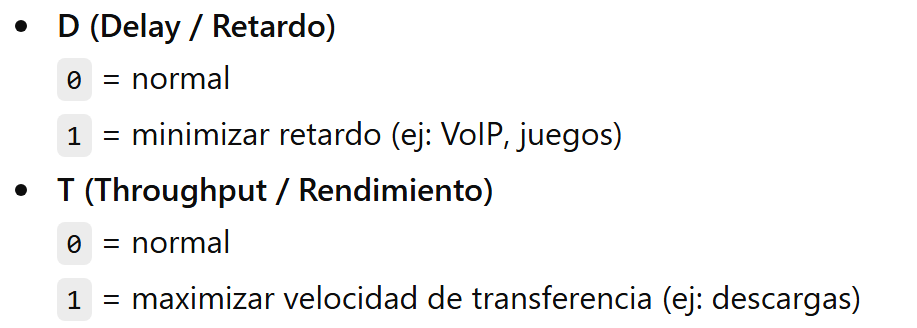 • D (Delay / Retardo)
0 = normal
1 = minimizar retardo (ej: VoIP, juegos)
• T (Throughput / Rendimiento)
0 = normal
1 = maximizar velocidad de transferencia (ej: descargas)